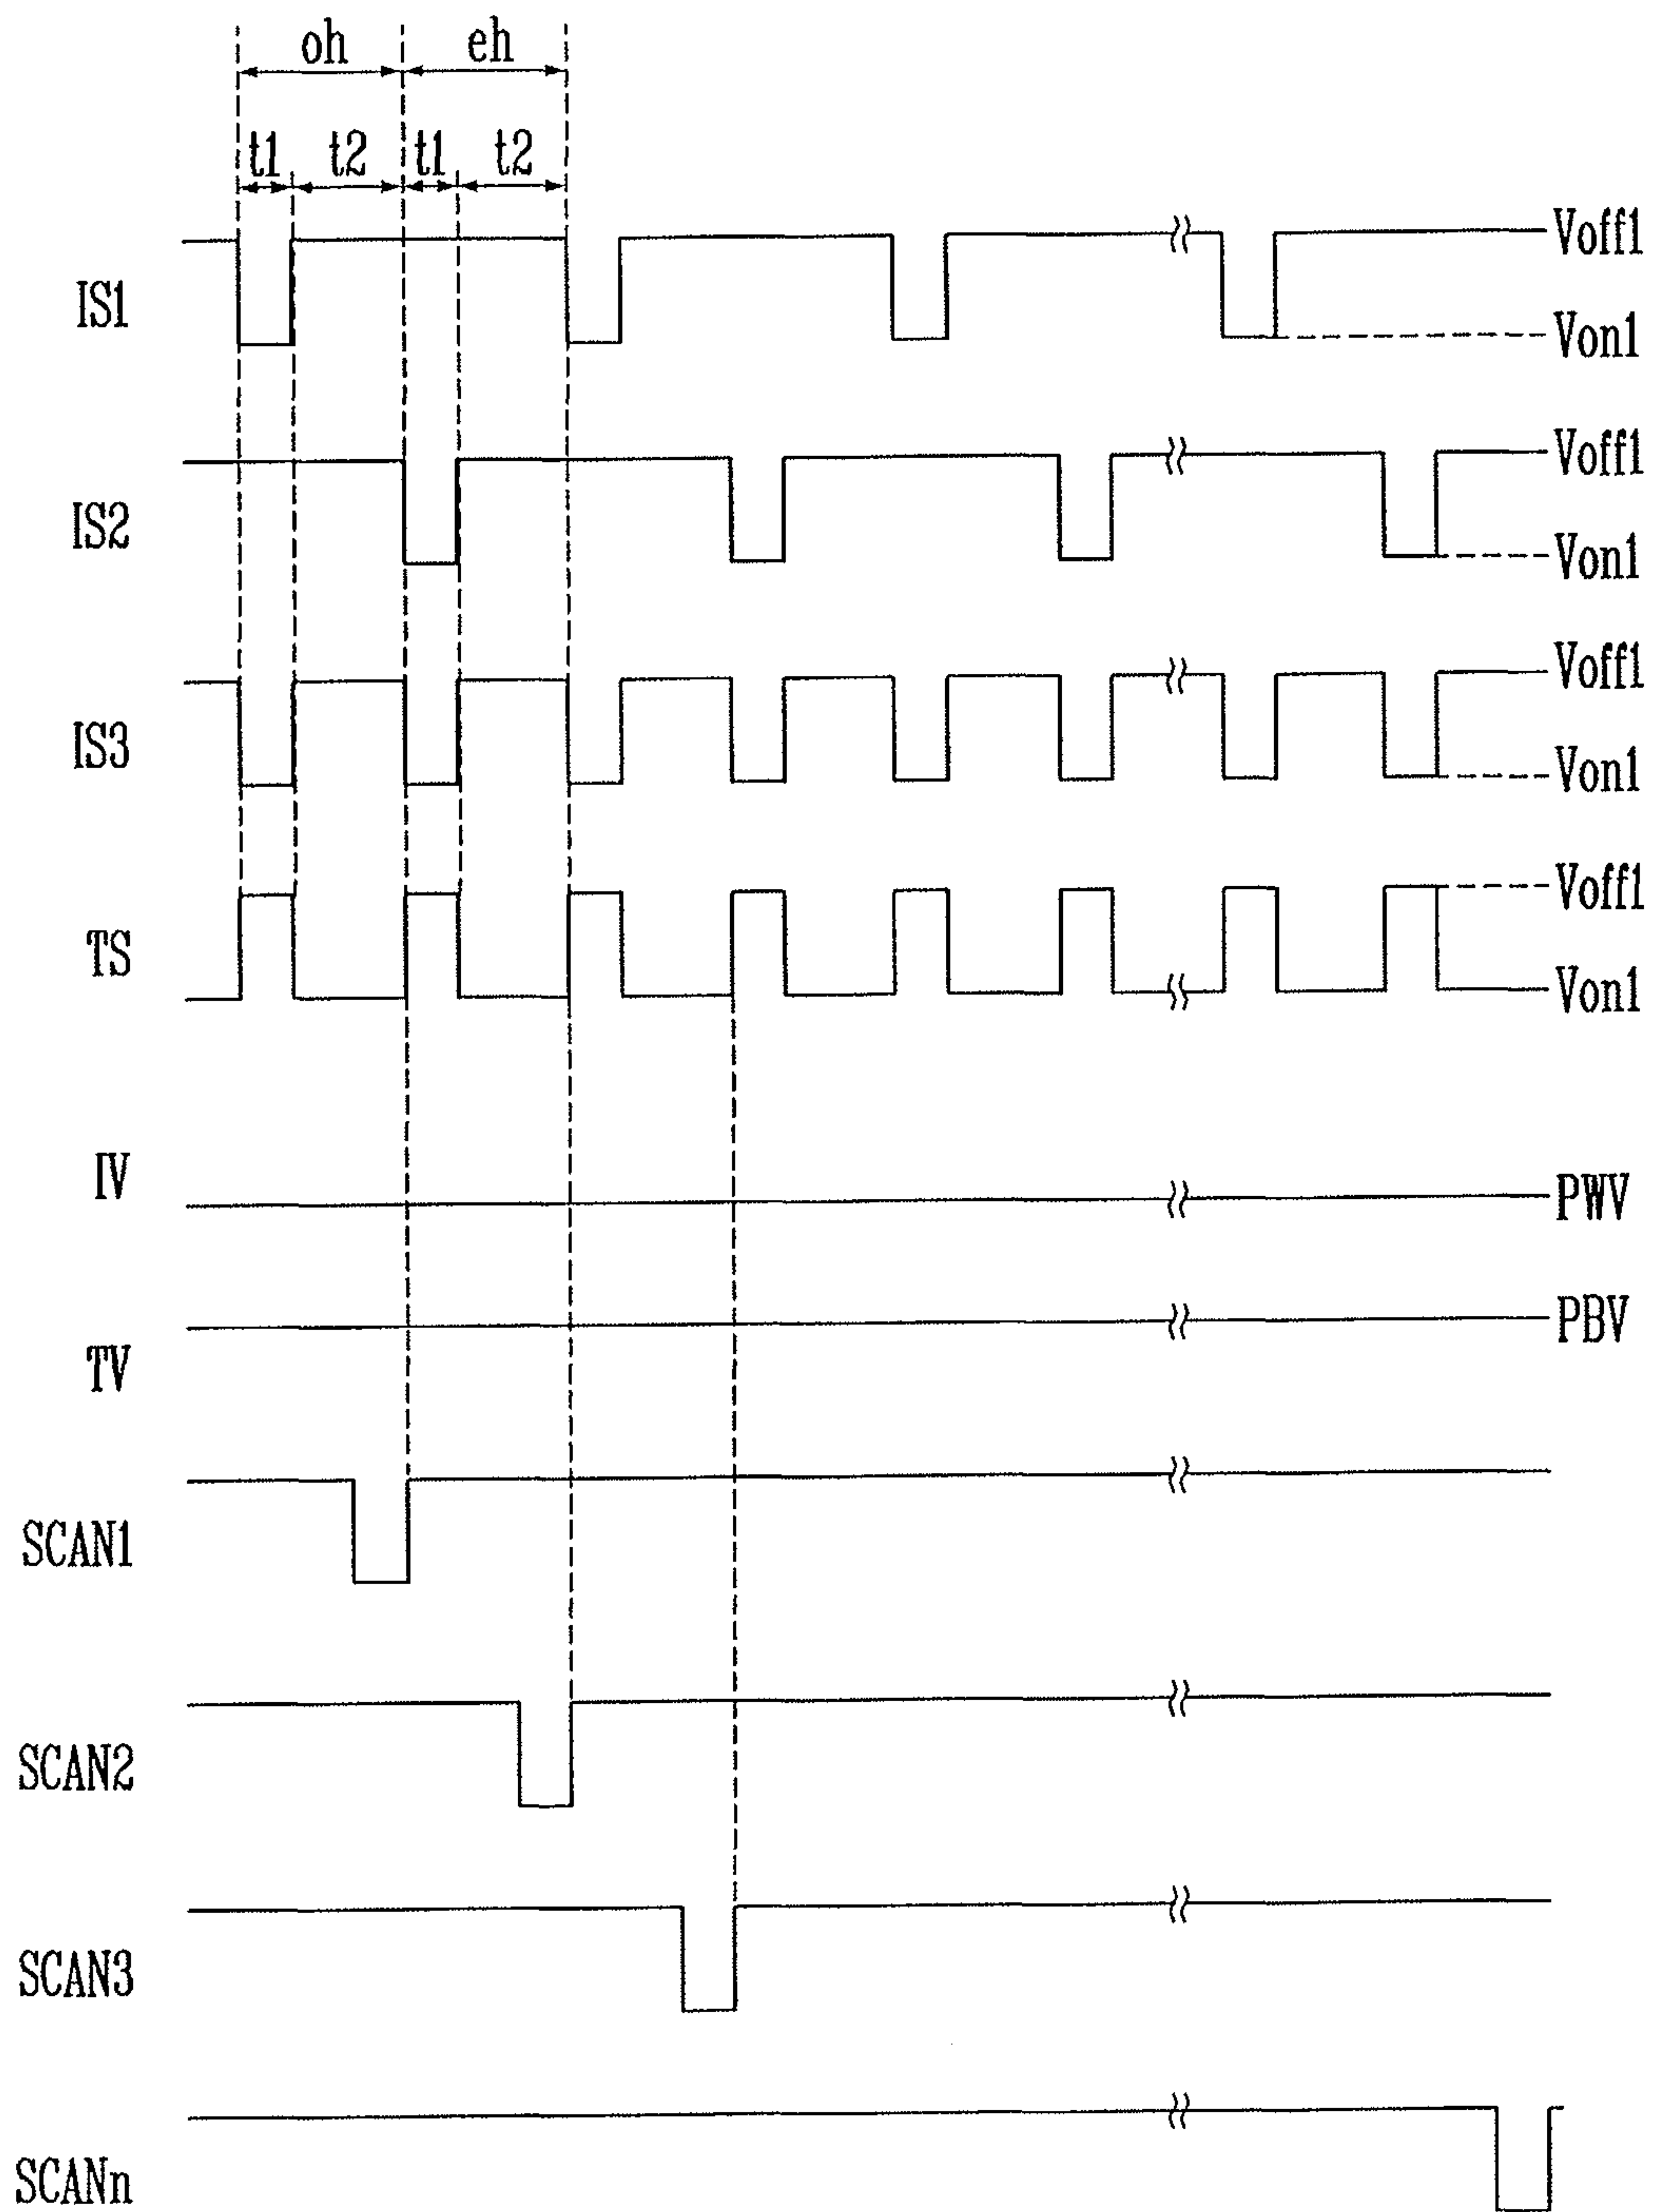 oh eh
t1 t2 t1 t2
IS1 Voff1
Von1
IS2 Voff1
Von1
IS3 Voff1
Von1
TS Voff1
Von1
IV PWV
TV PBV
SCAN1
SCAN2
SCAN3
SCANn